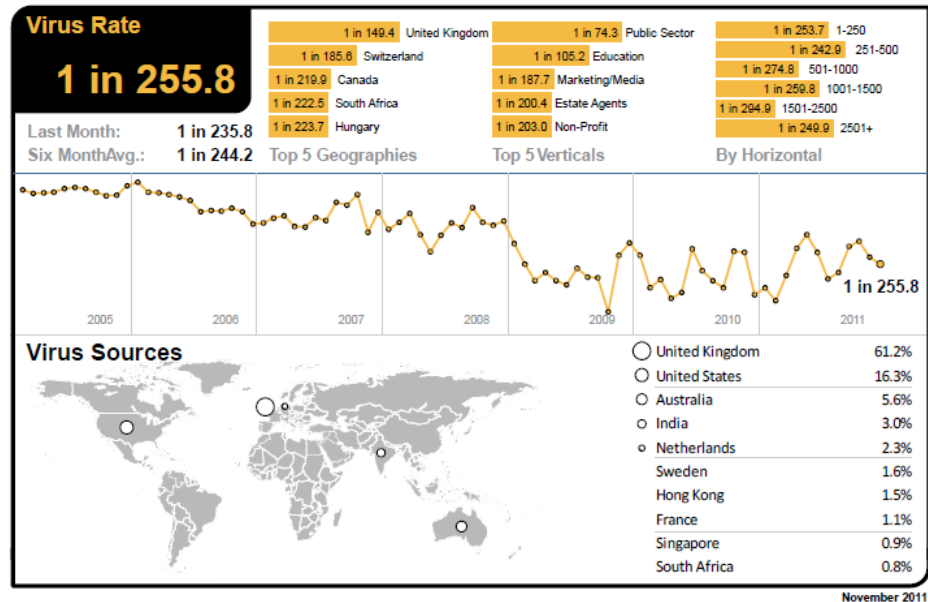 Virus Rate
1 in 255.8
Last Month: 1 in 235.8
Six MonthAvg.: 1 in 244.2
1 in 149.4 United Kingdom
1 in 185.6 Switzerland
1 in 219.9 Canada
1 in 222.5 South Africa
1 in 223.7 Hungary
Top 5 Geographies
1 in 74.3 Public Sector
1 in 105.2 Education
1 in 187.7 Marketing/Media
1 in 200.4 Estate Agents
1 in 203.0 Non-Profit
Top 5 Verticals
1 in 253.7 1-250
1 in 242.9 251-500
1 in 274.8 501-1000
1 in 259.8 1001-1500
1 in 294.9 1501-2500
1 in 249.9 2501+
By Horizontal
1 in 255.8
2005 2006 2007 2008 2009 2010 2011
Virus Sources
United Kingdom 61.2%
United States 16.3%
Australia 5.6%
India 3.0%
Netherlands 2.3%
Sweden 1.6%
Hong Kong 1.5%
France 1.1%
Singapore 0.9%
South Africa 0.8%
November 2011